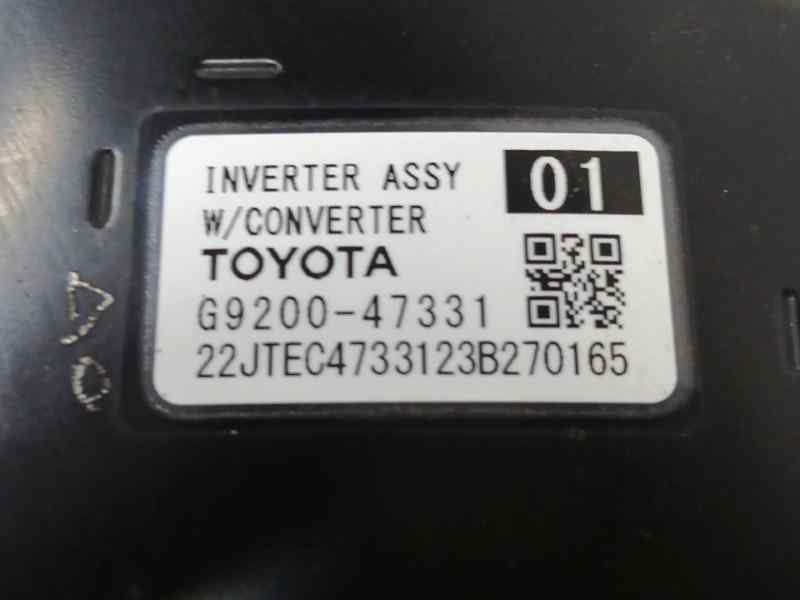 INVERTER ASSY 01
W/CONVERTER
TOYOTA
G9200-47331
22JTEC4733123B270165